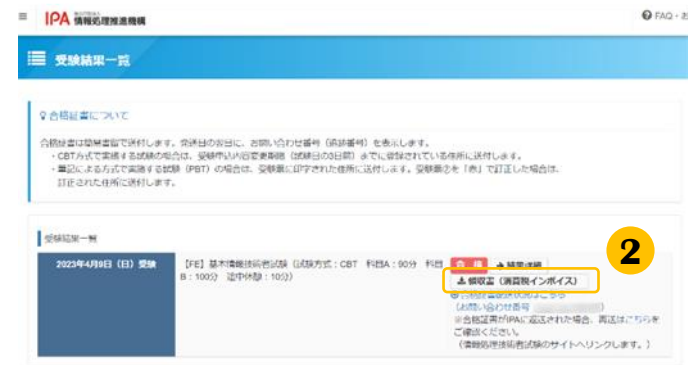 IPA 情報処理推進機構
FAQ・お
受験結果一覧
合格証書について
合格証書は簡易書留で送付します。発送日の翌日に、お問い合わせ番号（追跡番号）を表示します。
・CBT方式で実施する試験の場合は、受験申込内容変更期限（試験日の3日前）までに登録されている住所に送付します。
・筆記による方式で実施する試験（PBT）の場合は、受験票に印字された住所に送付します。受験票②を「赤」で訂正した場合は、
訂正された住所に送付します。
受験結果一覧
2
2023年4月9日（日）受験
【FE】基本情報技術者試験（試験方式：CBT 科目A：90分 科目
B：100分 途中休憩：10分）
合 格
結果詳細
領収書（消費税インボイス）
合格証書配送状況はこちら
（お問い合わせ番号
）
※合格証書がIPAに返送された場合、再送はこちらを
ご確認ください。
（情報処理技術者試験のサイトへリンクします。）